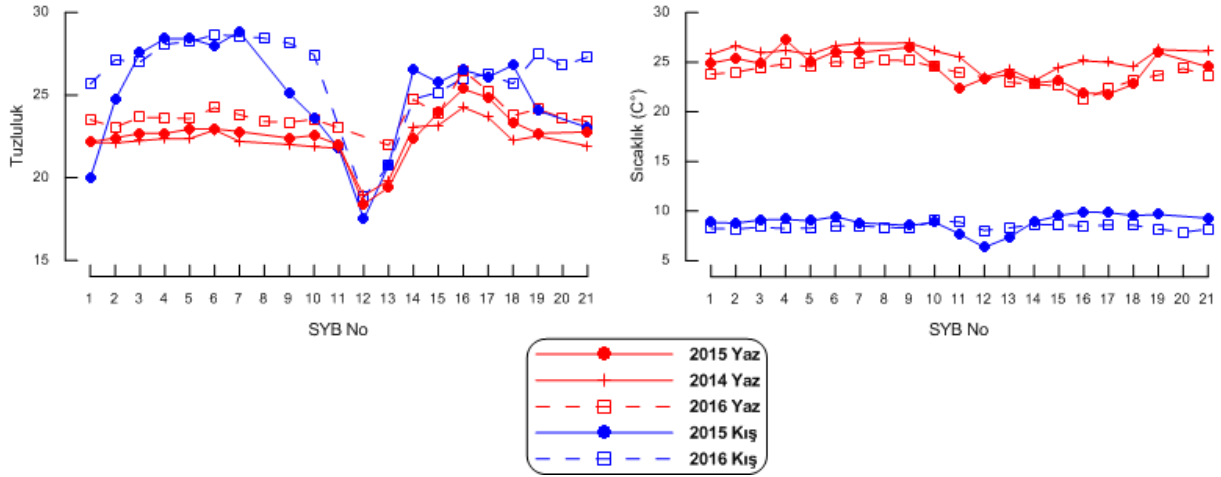 30
25
20
15
Tuzluluk
1 2 3 4 5 6 7 8 9 10 11 12 13 14 15 16 17 18 19 20 21
SYB No
30
25
20
15
10
5
Sıcaklık (C°)
1 2 3 4 5 6 7 8 9 10 11 12 13 14 15 16 17 18 19 20 21
SYB No
2015 Yaz
2014 Yaz
2016 Yaz
2015 Kış
2016 Kış